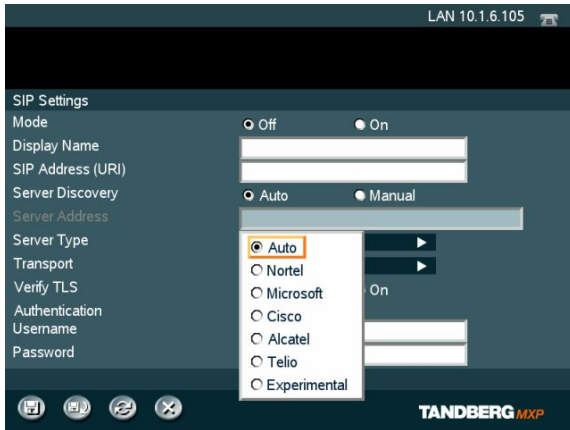 LAN 10.1.6.105
SIP Settings
Mode Off On
Display Name
SIP Address (URI)
Server Discovery Auto Manual
Server Address
Server Type
Transport
Verify TLS On
Authentication
Username
Password
Auto
Nortel
Microsoft
Cisco
Alcatel
Telio
Experimental
TANDBERG MXP